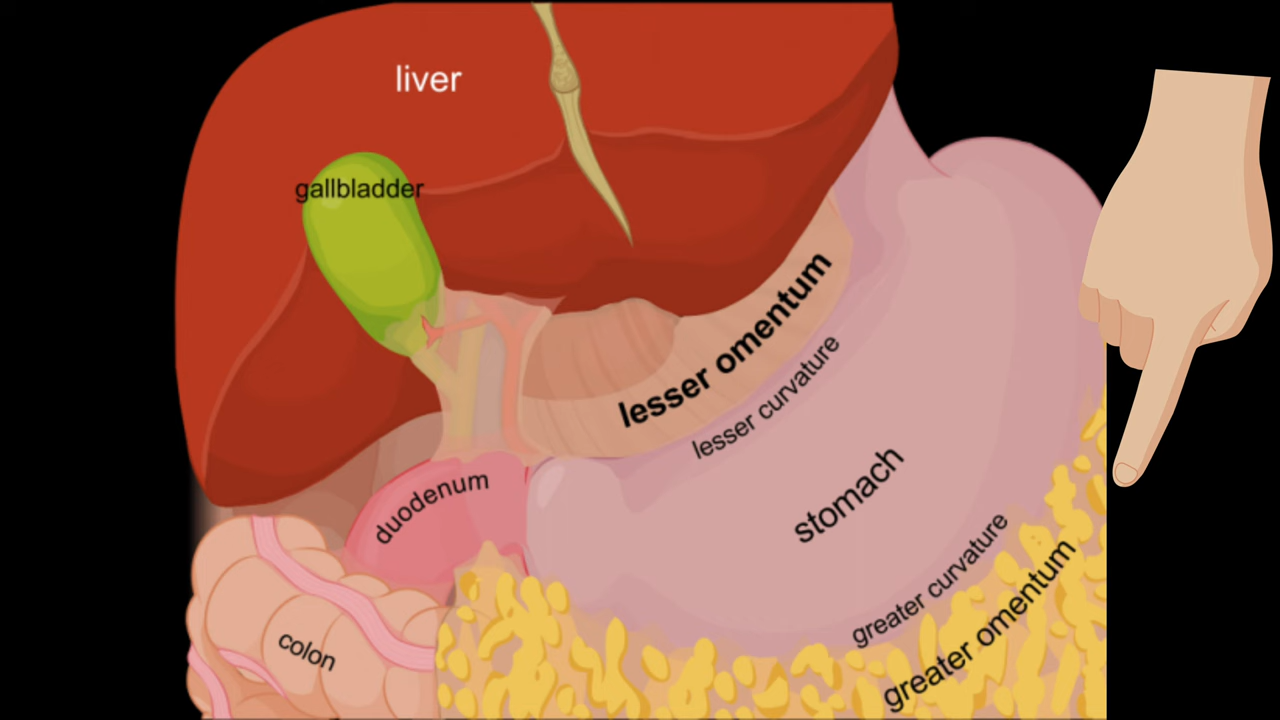 liver
gallbladder
lesser omentum
lesser curvature
stomach
duodenum
greater curvature
greater omentum
colon